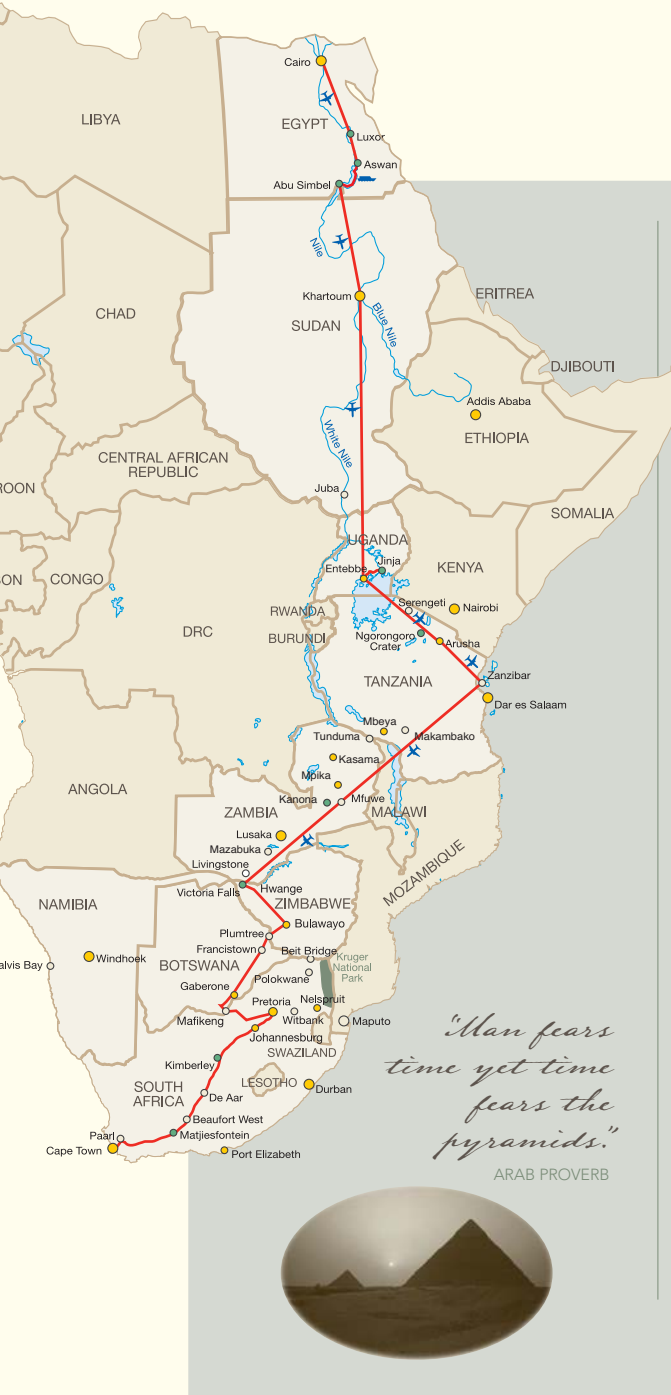 Cairo
LIBYA
EGYPT
Luxor
Aswan
Abu Simbel
Nile
Khartoum
ERITREA
CHAD
SUDAN
Blue Nile
DJIBOUTI
Addis Ababa
ETHIOPIA
White Nile
CENTRAL AFRICAN
REPUBLIC
Juba
ROON
SOMALIA
UGANDA
Jinja
Entebbe
KENYA
ON
CONGO
Serengeti
Nairobi
RWANDA
DRC
BURUNDI
Ngorongoro
Crater
Arusha
Zanzibar
TANZANIA
Dar es Salaam
Mbeya
Tunduma
Makambako
Kasama
Mpika
ANGOLA
Kanona
Mfuwe
ZAMBIA
MALAWI
Lusaka
Mazabuka
MOZAMBIQUE
Livingstone
Victoria Falls
Hwange
NAMIBIA
ZIMBABWE
Bulawayo
Plumtree
Francistown
Beit Bridge
Windhoek
alvis Bay
BOTSWANA
Kruger
National
Park
Polokwane
Gaberone
Pretoria
Nelspruit
Mafikeng
Witbank
Maputo
Johannesburg
SWAZILAND
Kimberley
SOUTH
AFRICA
LESOTHO
Durban
De Aar
Beaufort West
Paarl
Matjiesfontein
Cape Town
Port Elizabeth
"Man fears
time yet time
fears the
pyramids."
ARAB PROVERB